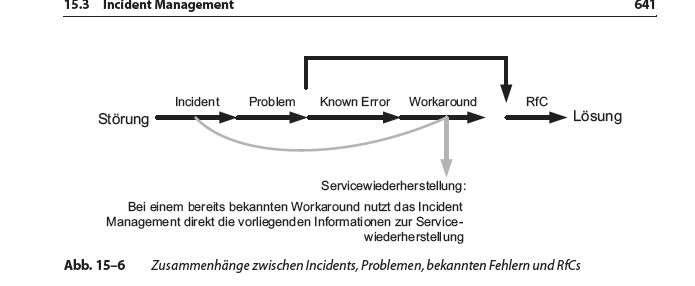 15.3 Incident Management 641
Incident Problem Known Error Workaround RfC
Störung Lösung
Servicewiederherstellung:
Bei einem bereits bekannten Workaround nutzt das Incident
Management direkt die vorliegenden Informationen zur Service-
wiederherstellung
Abb. 15–6 Zusammenhänge zwischen Incidents, Problemen, bekannten Fehlern und RfCs